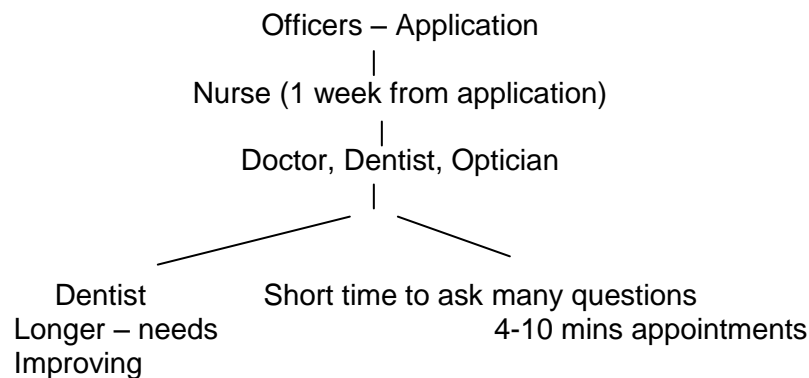 Officers – Application
Nurse (1 week from application)
Doctor, Dentist, Optician
Dentist
Longer – needs
Improving
Short time to ask many questions
4-10 mins appointments